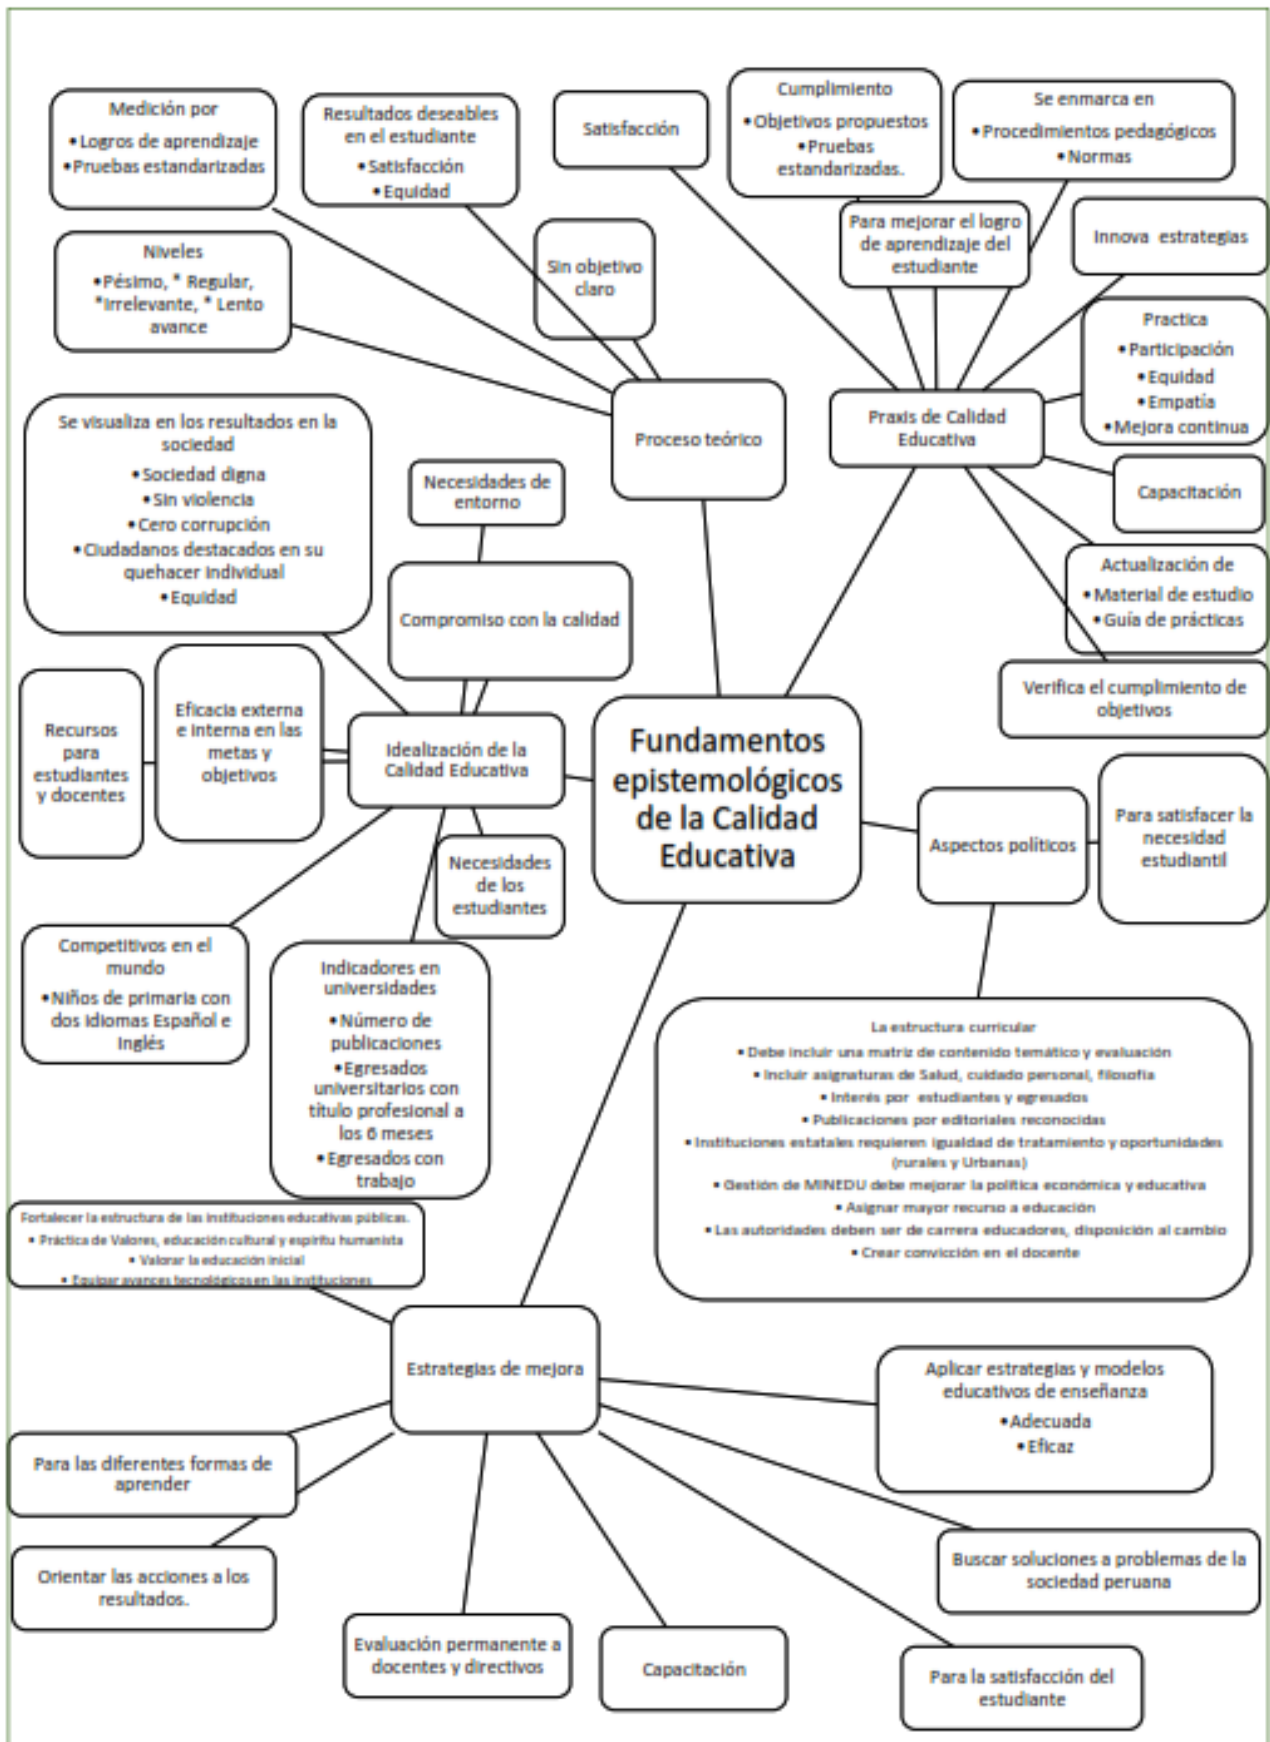 Medición por
•Logros de aprendizaje
•Pruebas estandarizadas
Resultados deseables
en el estudiante
•Satisfacción
•Equidad
Satisfacción
Cumplimiento
•Objetivos propuestos
•Pruebas
estandarizadas.
Se enmarca en
•Procedimientos pedagógicos
•Normas
Niveles
•Pésimo, * Regular,
*Irrelevante, * Lento
avance
Sin objetivo
claro
Para mejorar el logro
de aprendizaje del
estudiante
Innova estrategias
Practica
•Participación
•Equidad
•Empatía
•Mejora continua
Proceso teórico
Praxis de Calidad
Educativa
Capacitación
Se visualiza en los resultados en la
sociedad
•Sociedad digna
•Sin violencia
•Cero corrupción
•Ciudadanos destacados en su
quehacer individual
•Equidad
Necesidades de
entorno
Compromiso con la calidad
Actualización de
•Material de estudio
•Guía de prácticas
Verifica el cumplimiento de
objetivos
Recursos
para
estudiantes
y docentes
Eficacia externa
e interna en las
metas y
objetivos
Idealización de la
Calidad Educativa
Fundamentos
epistemológicos
de la Calidad
Educativa
Aspectos políticos
Para satisfacer la
necesidad
estudiantil
Necesidades
de los
estudiantes
Competitivos en el
mundo
•Niños de primaria con
dos idiomas Español e
Inglés
Indicadores en
universidades
•Número de
publicaciones
•Egresados
universitarios con
título profesional a
los 6 meses
•Egresados con
trabajo
La estructura curricular
•Debe incluir una matriz de contenido temático y evaluación
•Incluir asignaturas de Salud, cuidado personal, filosofía
•Interés por estudiantes y egresados
•Publicaciones por editoriales reconocidas
•Instituciones estatales requieren igualdad de tratamiento y oportunidades
(rurales y Urbanas)
•Gestión de MINEDU debe mejorar la política económica y educativa
•Asignar mayor recurso a educación
•Las autoridades deben ser de carrera educadores, disposición al cambio
•Crear convicción en el docente
Fortalecer la estructura de las instituciones educativas públicas.
•Práctica de Valores, educación cultural y espíritu humanista
•Valorar la educación inicial
•Equipar avances tecnológicos en las instituciones
Estrategias de mejora
Aplicar estrategias y modelos
educativos de enseñanza
•Adecuada
•Eficaz
Para las diferentes formas de
aprender
Orientar las acciones a los
resultados.
Buscar soluciones a problemas de la
sociedad peruana
Evaluación permanente a
docentes y directivos
Capacitación
Para la satisfacción del
estudiante